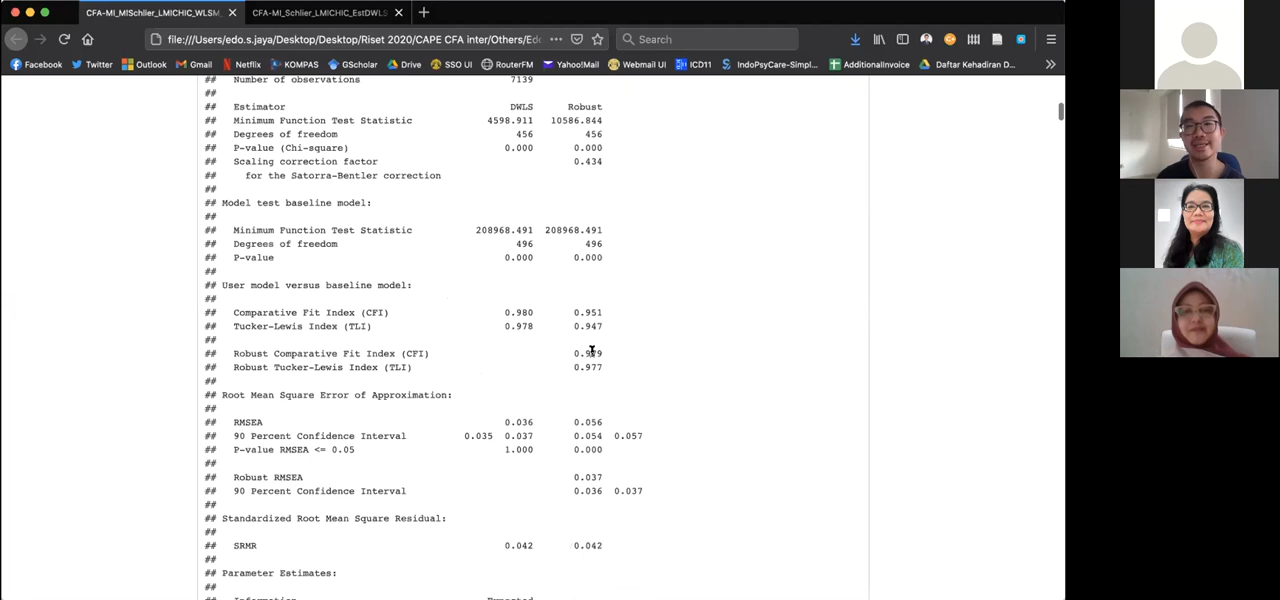 CFA-MI_MISchlier_LMICHIC_WLSM
CFA-MI_Schlier_LMICHIC_EstDWLS
file:///Users/edo.s.jaya/Desktop/Desktop/Riset 2020/CAPE CFA inter/Others/Ed
Search
Facebook Twitter Outlook Gmail Netflix KOMPAS GScholar Drive SSO UI RouterFM Yahoo!Mail Webmail UI ICD11 IndoPsyCare-Simpl... AdditionalInvoice Daftar Kehadiran D...
## Number of observations 7139
##
## Estimator DWLS Robust
## Minimum Function Test Statistic 4598.911 10586.844
## Degrees of freedom 456 456
## P-value (Chi-square) 0.000 0.000
## Scaling correction factor 0.434
## for the Satorra-Bentler correction
##
## Model test baseline model:
##
## Minimum Function Test Statistic 208968.491 208968.491
## Degrees of freedom 496 496
## P-value 0.000 0.000
##
## User model versus baseline model:
##
## Comparative Fit Index (CFI) 0.980 0.951
## Tucker-Lewis Index (TLI) 0.978 0.947
##
## Robust Comparative Fit Index (CFI)
## Robust Tucker-Lewis Index (TLI) 0.977
##
## Root Mean Square Error of Approximation:
##
## RMSEA 0.036 0.056
## 90 Percent Confidence Interval 0.035 0.037 0.054 0.057
## P-value RMSEA <= 0.05 1.000 0.000
##
## Robust RMSEA 0.037
## 90 Percent Confidence Interval 0.036 0.037
##
## Standardized Root Mean Square Residual:
##
## SRMR 0.042 0.042
##
## Parameter Estimates:
##
## Information Expected